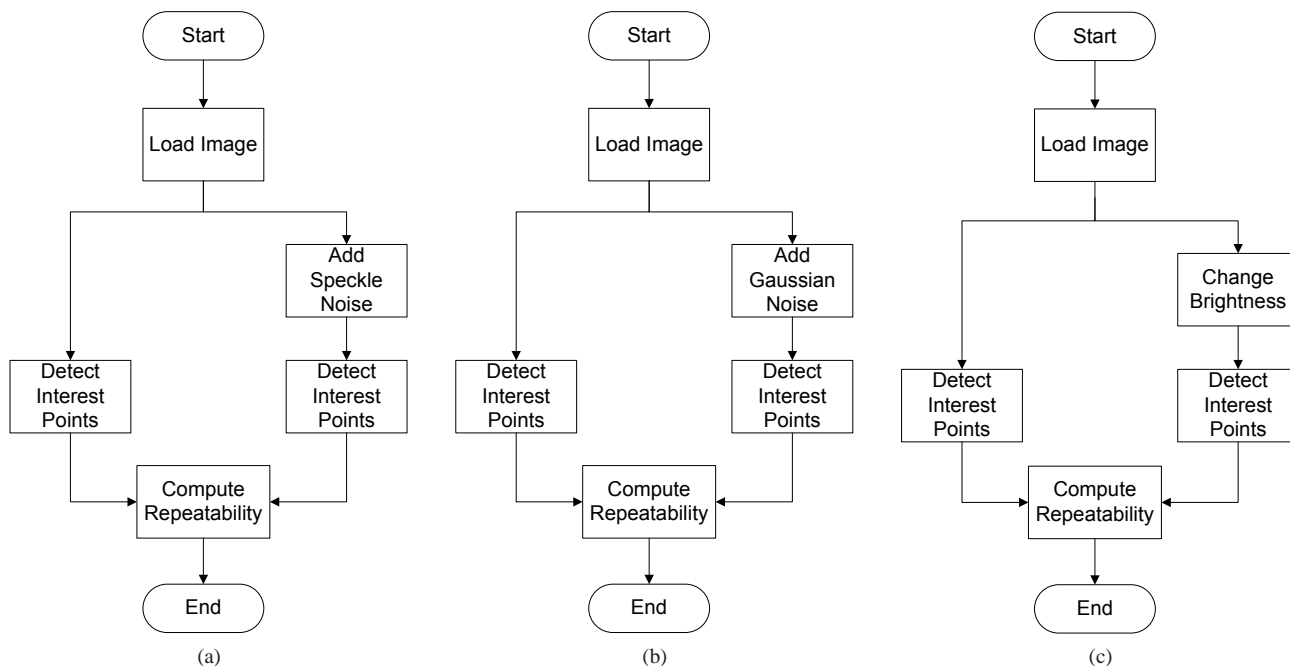 Start
Load Image
Add
Speckle
Noise
Detect
Interest
Points
Detect
Interest
Points
Compute
Repeatability
End
(a)
Start
Load Image
Add
Gaussian
Noise
Detect
Interest
Points
Detect
Interest
Points
Compute
Repeatability
End
(b)
Start
Load Image
Change
Brightness
Detect
Interest
Points
Detect
Interest
Points
Compute
Repeatability
End
(c)